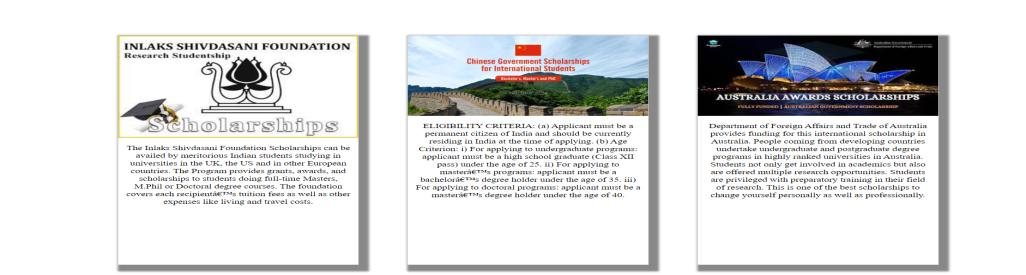 INLAKS SHIVDASANI FOUNDATION
Research Studentship
Scholarships
The Inlaks Shivdasani Foundation Scholarships can be
availed by meritorious Indian students studying in
universities in the UK, the US and in other European
countries. The Program provides grants, awards, and
scholarships to students doing full-time Masters,
M.Phil or Doctoral degree courses. The foundation
covers each recipientâ€™s tuition fees as well as other
expenses like living and travel costs.
Chinese Government Scholarships
for International Students
Bachelor's, Master's and PhD
ELIGIBILITY CRITERIA: (a) Applicant must be a
permanent citizen of India and should be currently
residing in India at the time of applying. (b) Age
Criterion: i) For applying to undergraduate programs:
applicant must be a high school graduate (Class XII
pass) under the age of 25. ii) For applying to
masterâ€™s programs: applicant must be a
bachelorâ€™s degree holder under the age of 35. iii)
For applying to doctoral programs: applicant must be a
masterâ€™s degree holder under the age of 40.
Australian Government
Department of Foreign Affairs and Trade
AUSTRALIA AWARDS SCHOLARSHIPS
FULLY FUNDED | AUSTRALIAN GOVERNMENT SCHOLARSHIP
Department of Foreign Affairs and Trade of Australia
provides funding for this international scholarship in
Australia. People coming from developing countries
undertake undergraduate and postgraduate degree
programs in highly ranked universities in Australia.
Students not only get involved in academics but also
are offered multiple research opportunities. Students
are privileged with preparatory training in their field
of research. This is one of the best scholarships to
change yourself personally as well as professionally.